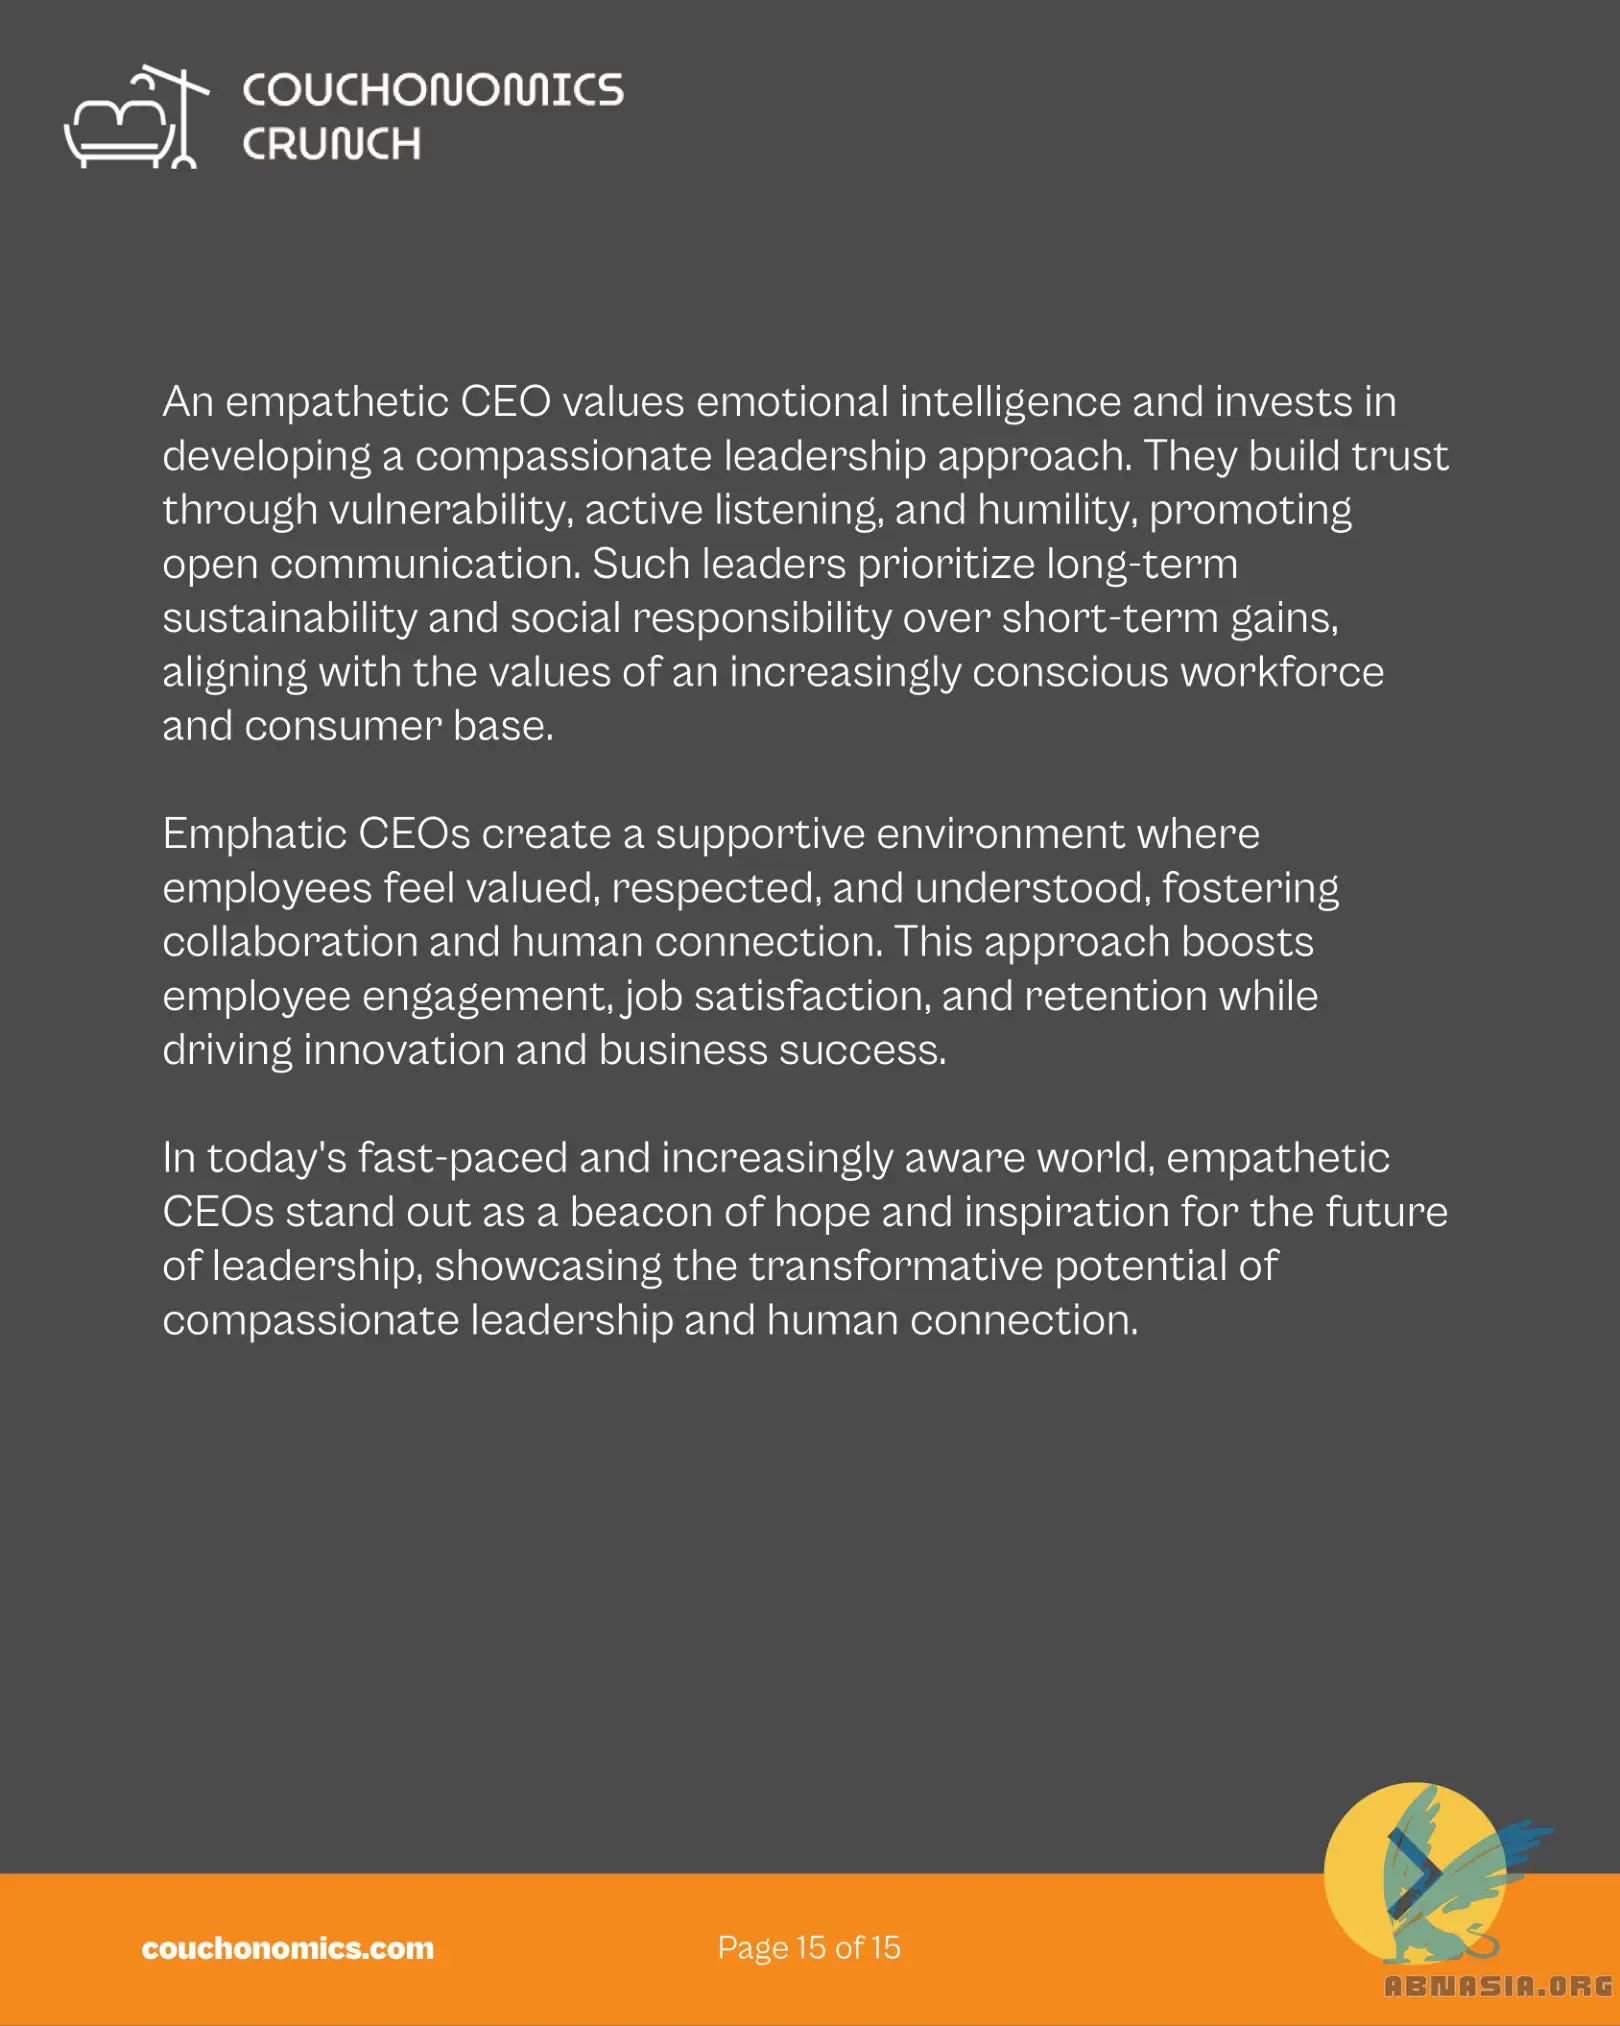 COUCHONOMICS
CRUNCH
An empathetic CEO values emotional intelligence and invests in
developing a compassionate leadership approach. They build trust
through vulnerability, active listening, and humility, promoting
open communication. Such leaders prioritize long-term
sustainability and social responsibility over short-term gains,
aligning with the values of an increasingly conscious workforce
and consumer base.
Emphatic CEOs create a supportive environment where
employees feel valued, respected, and understood, fostering
collaboration and human connection. This approach boosts
employee engagement, job satisfaction, and retention while
driving innovation and business success.
In today's fast-paced and increasingly aware world, empathetic
CEOs stand out as a beacon of hope and inspiration for the future
of leadership, showcasing the transformative potential of
compassionate leadership and human connection.
couchonomics.com
Page 15 of 15
ABNASIA.ORG